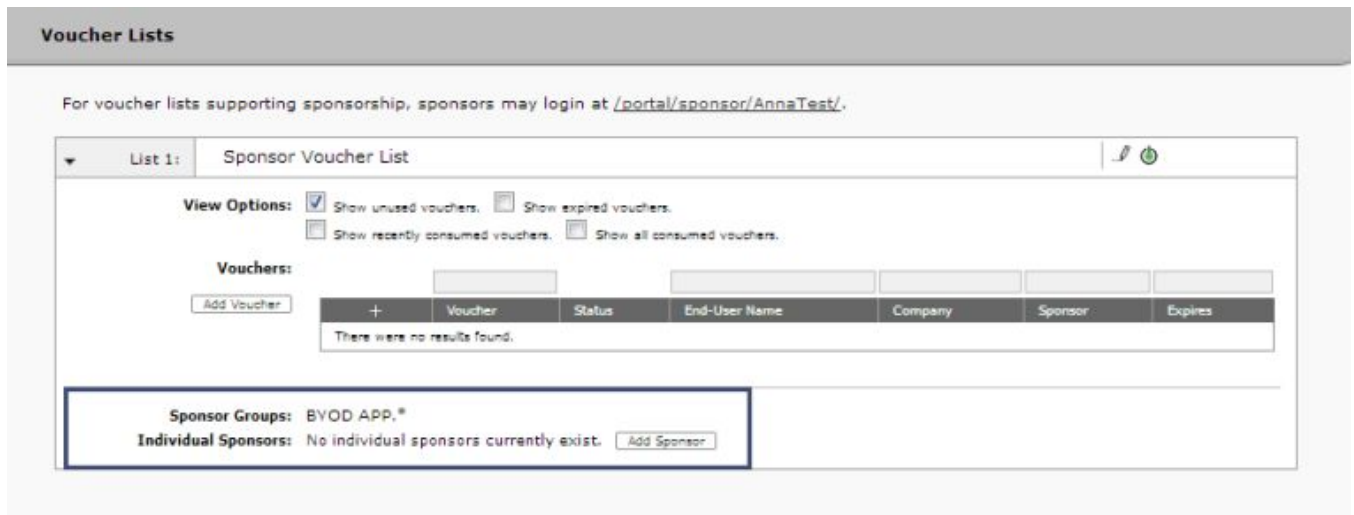 Voucher Lists
For voucher lists supporting sponsorship, sponsors may login at /portal/sponsor/AnnaTest/.
List 1: Sponsor Voucher List
View Options: Show unused vouchers. Show expired vouchers.
Show recently consumed vouchers. Show all consumed vouchers.
Vouchers:
Add Voucher
+ Voucher Status End-User Name Company Sponsor Expires
There were no results found.
Sponsor Groups: BYOD APP.*
Individual Sponsors: No individual sponsors currently exist. Add Sponsor